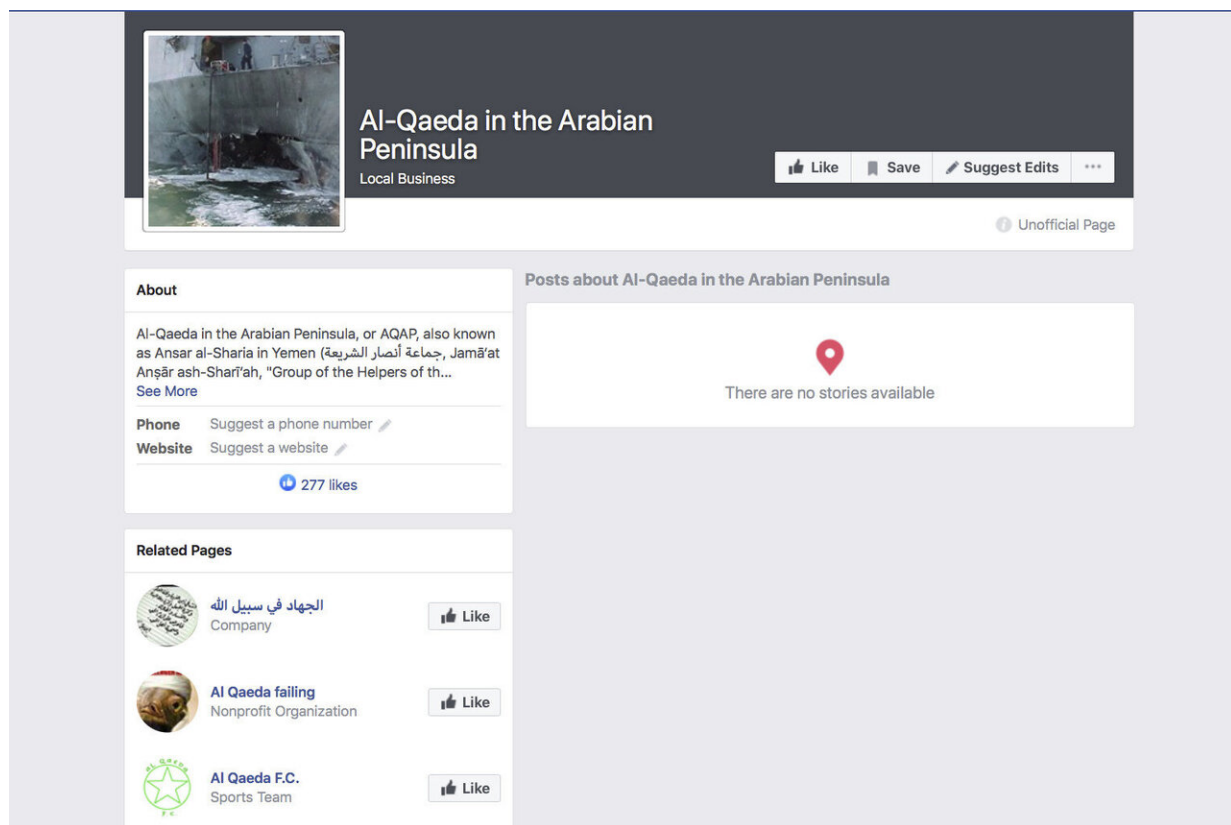 Al-Qaeda in the Arabian
Peninsula
Local Business
Like
Save
Suggest Edits
Unofficial Page
About
Al-Qaeda in the Arabian Peninsula, or AQAP, also known
as Ansar al-Sharia in Yemen (جماعة أنصار الشريعة, Jamā'at
Anṣār ash-Sharī'ah, "Group of the Helpers of th...
See More
Phone Suggest a phone number
Website Suggest a website
277 likes
Posts about Al-Qaeda in the Arabian Peninsula
There are no stories available
Related Pages
الجهاد في سبيل الله
Company
Like
Al Qaeda failing
Nonprofit Organization
Like
AL QAEDA
F.C.
Al Qaeda F.C.
Sports Team
Like